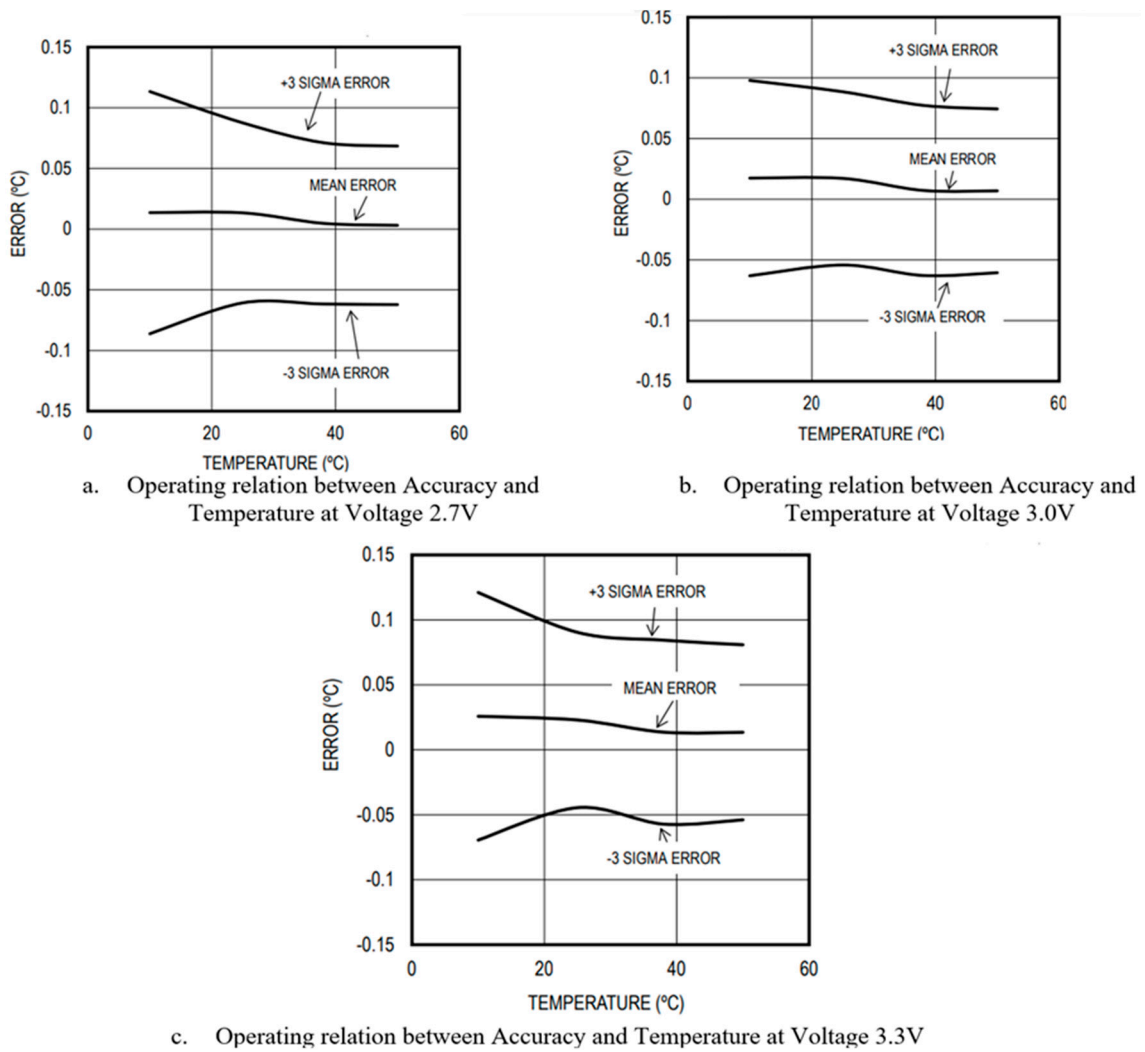 0.15
0.1
0.05
0
-0.05
-0.1
-0.15
ERROR (ºC)
+3 SIGMA ERROR
MEAN ERROR
-3 SIGMA ERROR
0 20 40 60
TEMPERATURE (ºC)
a. Operating relation between Accuracy and
Temperature at Voltage 2.7V
0.15
0.1
0.05
0
-0.05
-0.1
-0.15
ERROR (ºC)
+3 SIGMA ERROR
MEAN ERROR
-3 SIGMA ERROR
0 20 40 60
TEMPERATURE (ºC)
b. Operating relation between Accuracy and
Temperature at Voltage 3.0V
0.15
0.1
0.05
0
-0.05
-0.1
-0.15
ERROR (ºC)
+3 SIGMA ERROR
MEAN ERROR
-3 SIGMA ERROR
0 20 40 60
TEMPERATURE (ºC)
c. Operating relation between Accuracy and Temperature at Voltage 3.3V